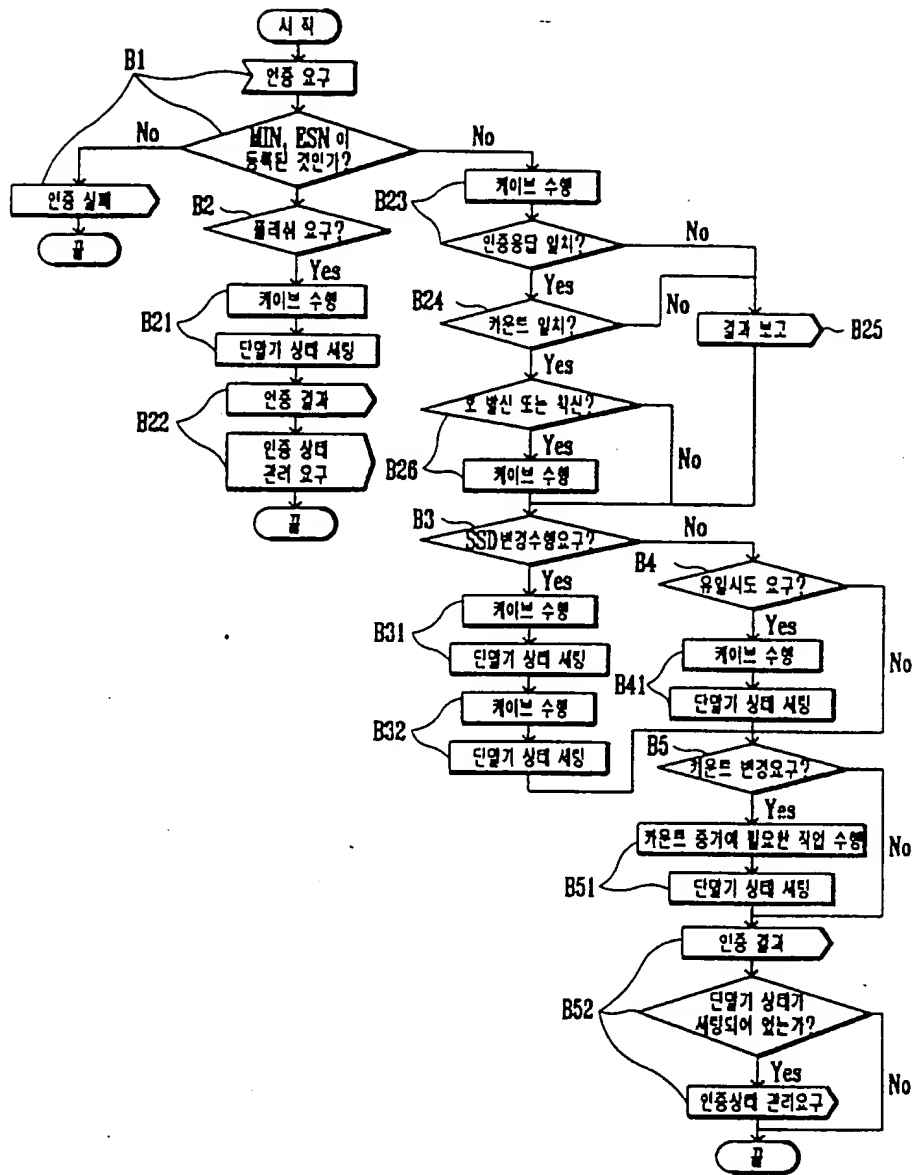 시 작
B1
인증 요구
No
MIN, ESN 이
등록된 것인가?
No
인증 실패
끝
B2
플래쉬 요구?
Yes
B21
케이브 수행
단말기 상태 세팅
B22
인증 결과
인증 상태
관리 요구
끝
B23
케이브 수행
인증응답 일치?
No
Yes
B24
카운트 일치?
No
결과 보고
B25
Yes
호 발신 또는 착신?
Yes
No
B26
케이브 수행
B3
SSD변경수행요구?
No
Yes
B31
케이브 수행
단말기 상태 세팅
B32
케이브 수행
단말기 상태 세팅
B4
유일시도 요구?
Yes
No
B41
케이브 수행
단말기 상태 세팅
B5
카운트 변경요구?
Yes
No
카운트 증가에 필요한 작업 수행
B51
단말기 상태 세팅
인증 결과
B52
단말기 상태가
세팅되어 있는가?
Yes
No
인증상태 관리요구
끝